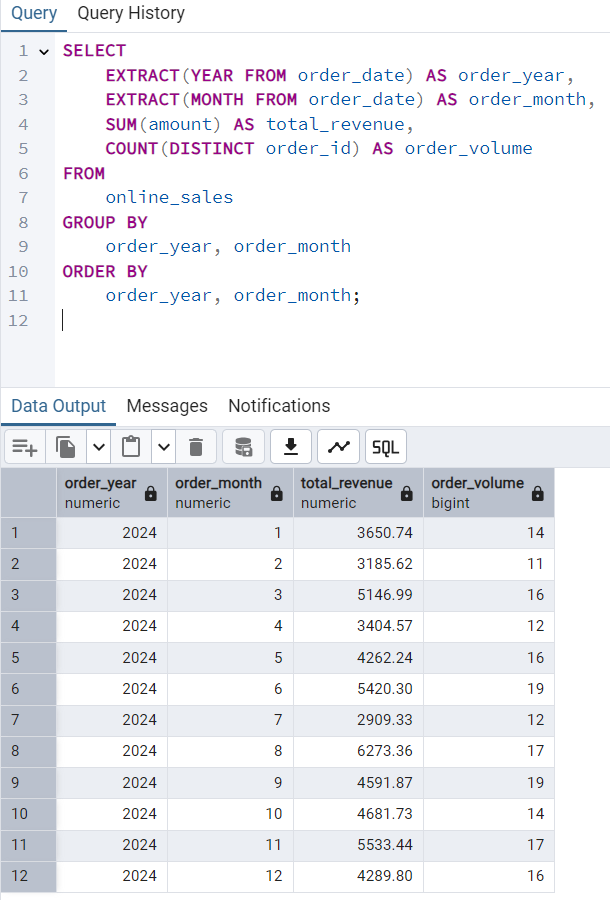 Query Query History
1 SELECT
2 EXTRACT(YEAR FROM order_date) AS order_year,
3 EXTRACT(MONTH FROM order_date) AS order_month,
4 SUM(amount) AS total_revenue,
5 COUNT(DISTINCT order_id) AS order_volume
6 FROM
7 online_sales
8 GROUP BY
9 order_year, order_month
10 ORDER BY
11 order_year, order_month;
12
Data Output Messages Notifications
SQL
order_year order_month total_revenue order_volume
numeric numeric numeric bigint
1 2024 1 3650.74 14
2 2024 2 3185.62 11
3 2024 3 5146.99 16
4 2024 4 3404.57 12
5 2024 5 4262.24 16
6 2024 6 5420.30 19
7 2024 7 2909.33 12
8 2024 8 6273.36 17
9 2024 9 4591.87 19
10 2024 10 4681.73 14
11 2024 11 5533.44 17
12 2024 12 4289.80 16